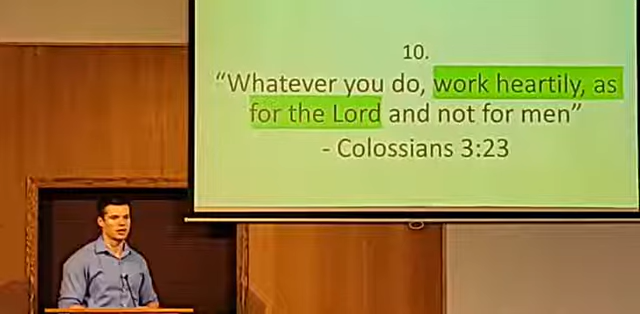 10.
“Whatever you do, work heartily, as
for the Lord and not for men”
- Colossians 3:23